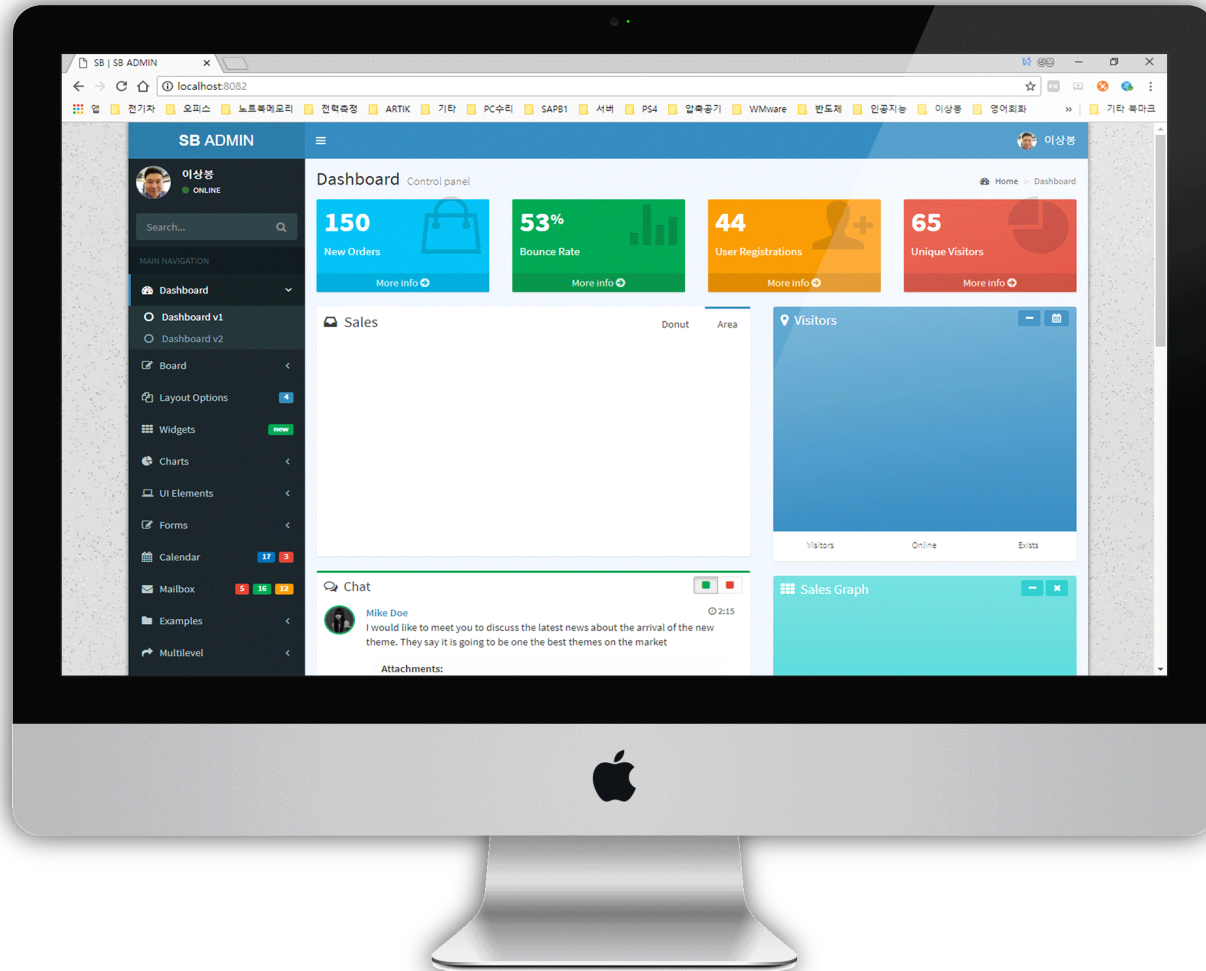 SB | SB ADMIN
상봉
localhost:8082
앱 전기차 오피스 노트북메모리 전력측정 ARTIK 기타 PC수리 SAPB1 서버 PS4 압축공기 WMware 반도체 인공지능 이상봉 영어회화 » 기타 북마크
SB ADMIN
이상봉
이상봉
ONLINE
Search...
MAIN NAVIGATION
Dashboard
Dashboard v1
Dashboard v2
Board
Layout Options 4
Widgets new
Charts
UI Elements
Forms
Calendar 17 3
Mailbox 5 16 12
Examples
Multilevel
Dashboard Control panel
Home > Dashboard
150
New Orders
More info
53%
Bounce Rate
More info
44
User Registrations
More info
65
Unique Visitors
More info
Sales
Donut Area
Visitors
Visitors Online Exists
Chat
Mike Doe 2:15
I would like to meet you to discuss the latest news about the arrival of the new
theme. They say it is going to be one the best themes on the market
Attachments:
Sales Graph